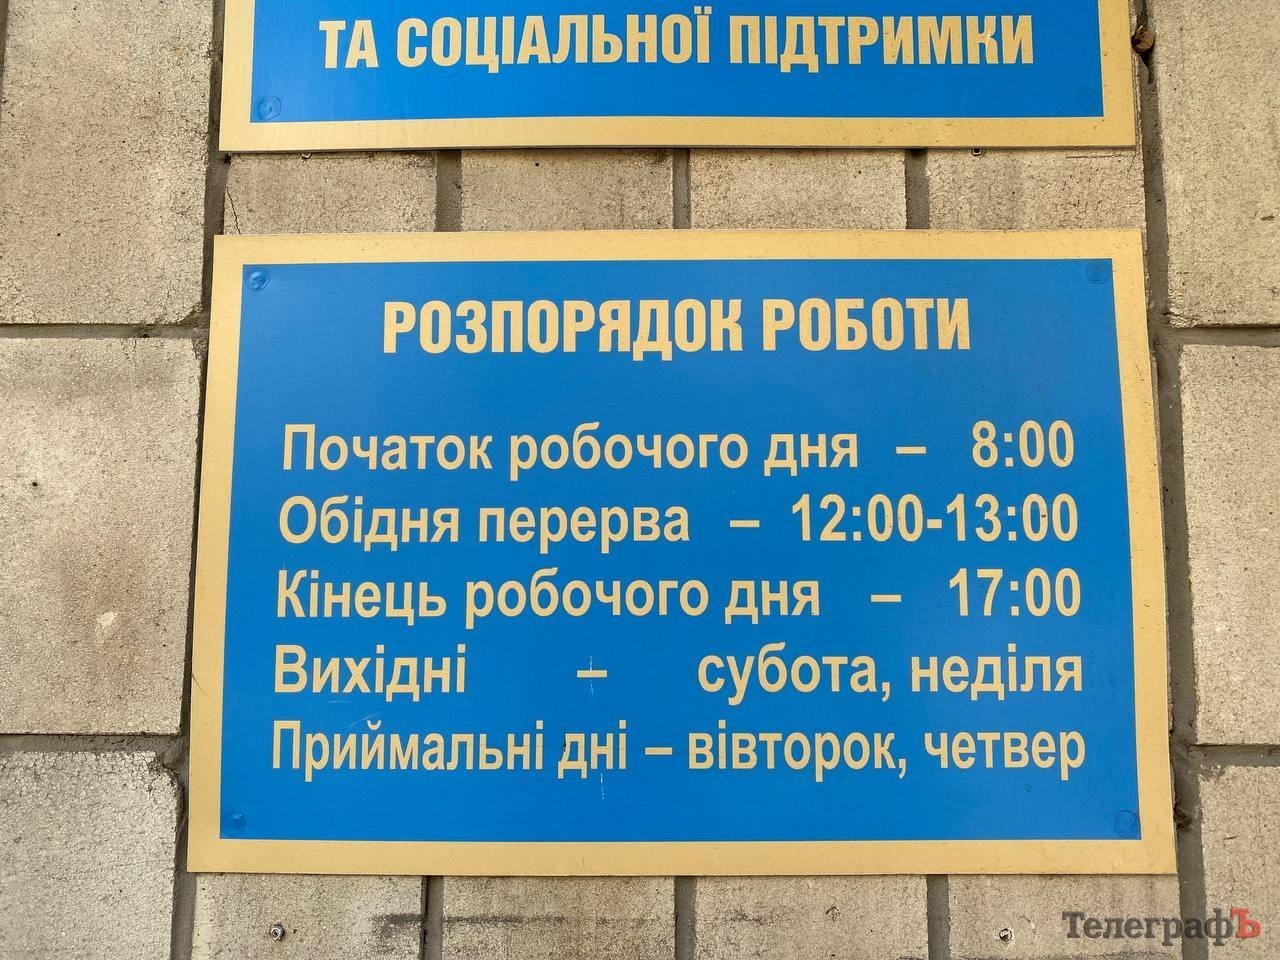 ТА СОЦІАЛЬНОЇ ПІДТРИМКИ
РОЗПОРЯДОК РОБОТИ
Початок робочого дня – 8:00
Обідня перерва – 12:00-13:00
Кінець робочого дня – 17:00
Вихідні – субота, неділя
Приймальні дні – вівторок, четвер
ТелеграфЪ